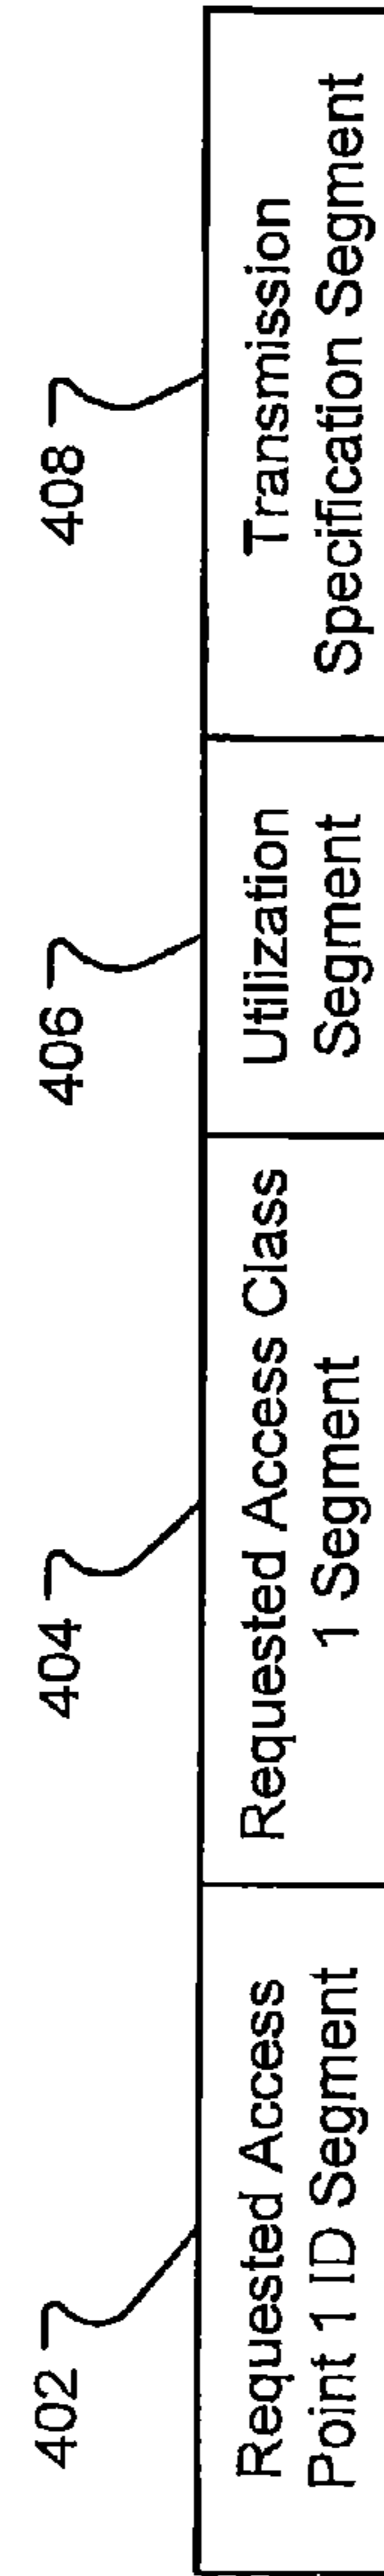 402
404
406
408
Requested Access
Point 1 ID Segment
Requested Access Class
1 Segment
Utilization
Segment
Transmission
Specification Segment